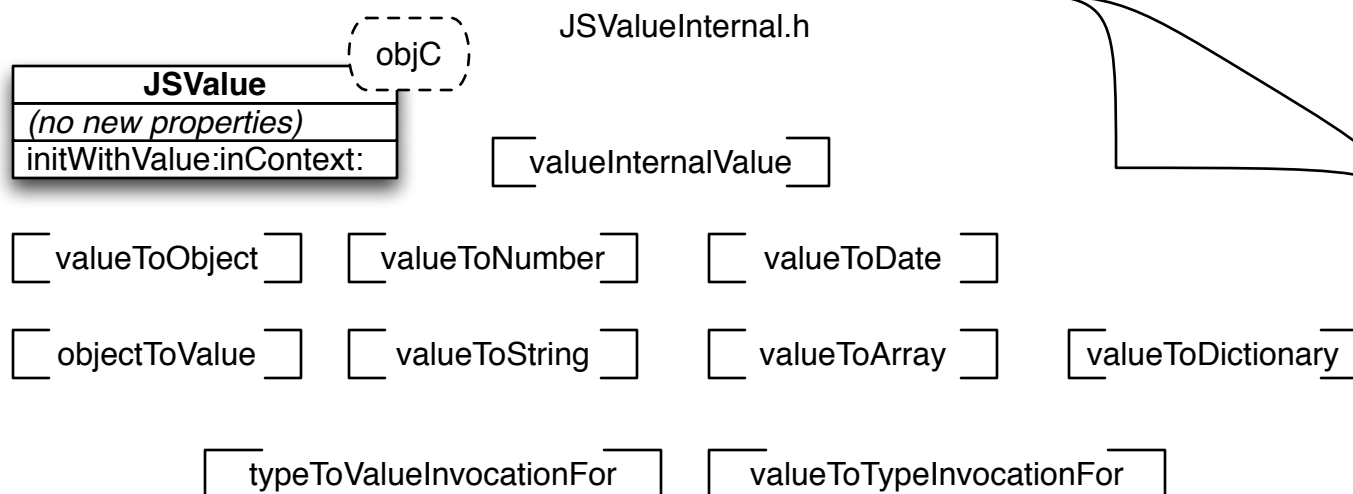 JSValueInternal.h
objC
JSValue
(no new properties)
initWithValue:inContext:
valueInternalValue
valueToObject
valueToNumber
valueToDate
objectToValue
valueToString
valueToArray
valueToDictionary
typeToValueInvocationFor
valueToTypeInvocationFor